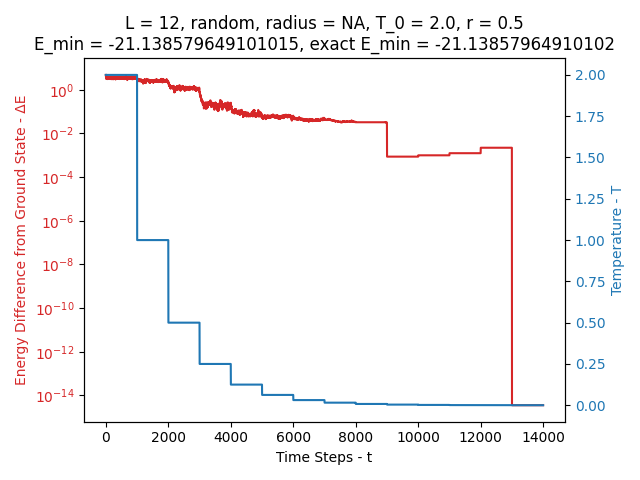 L = 12, random, radius = NA, T_0 = 2.0, r = 0.5
E_min = -21.138579649101015, exact E_min = -21.13857964910102
Energy Difference from Ground State - ΔE
10^0
10^-2
10^-4
10^-6
10^-8
10^-10
10^-12
10^-14
2.00
1.75
1.50
1.25
1.00
0.75
0.50
0.25
0.00
Temperature - T
0 2000 4000 6000 8000 10000 12000 14000
Time Steps - t